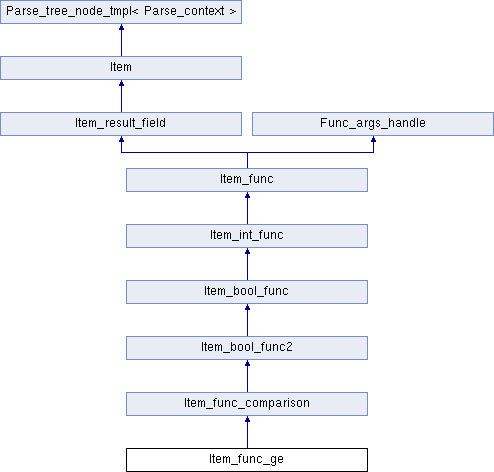 Parse_tree_node_tmpl< Parse_context >
Item
Item_result_field
Func_args_handle
Item_func
Item_int_func
Item_bool_func
Item_bool_func2
Item_func_comparison
Item_func_ge